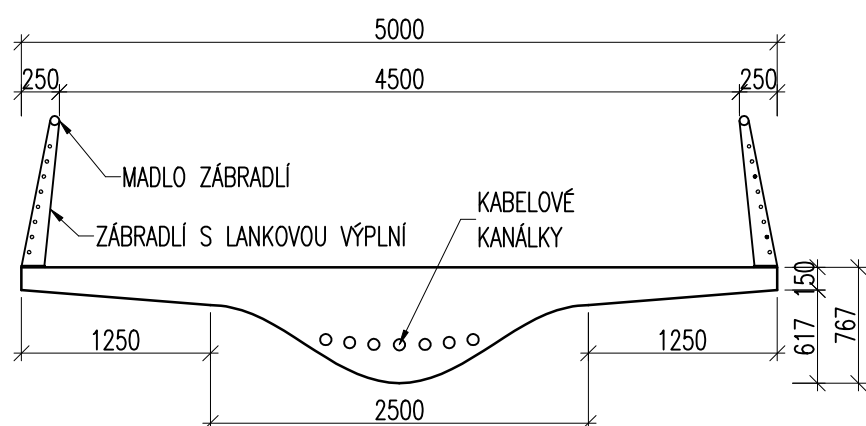 5000
250
4500
250
MADLO ZÁBRADLÍ
KABELOVÉ
KANÁLKY
ZÁBRADLÍ S LANKOVOU VÝPLNÍ
150
1250
1250
617
767
2500